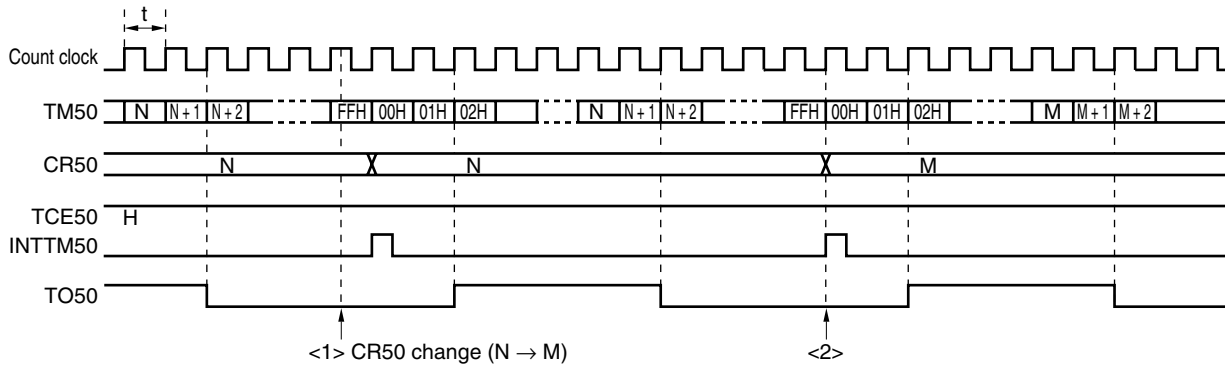 t
Count clock
TM50 N N + 1 N + 2 FFH 00H 01H 02H N N + 1 N + 2 FFH 00H 01H 02H M M + 1 M + 2
CR50 N N M
TCE50 H
INTTM50
TO50
<1> CR50 change (N → M) <2>